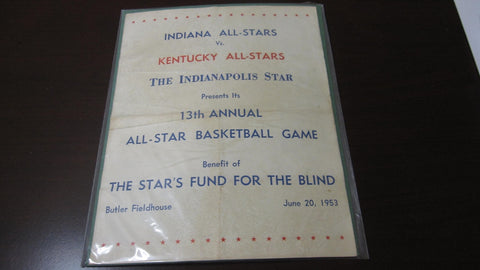 INDIANA ALL-STARS
Vs.
KENTUCKY ALL-STARS
THE INDIANAPOLIS STAR
Presents Its
13th ANNUAL
ALL-STAR BASKETBALL GAME
Benefit of
THE STAR'S FUND FOR THE BLIND
Butler Fieldhouse June 20, 1953